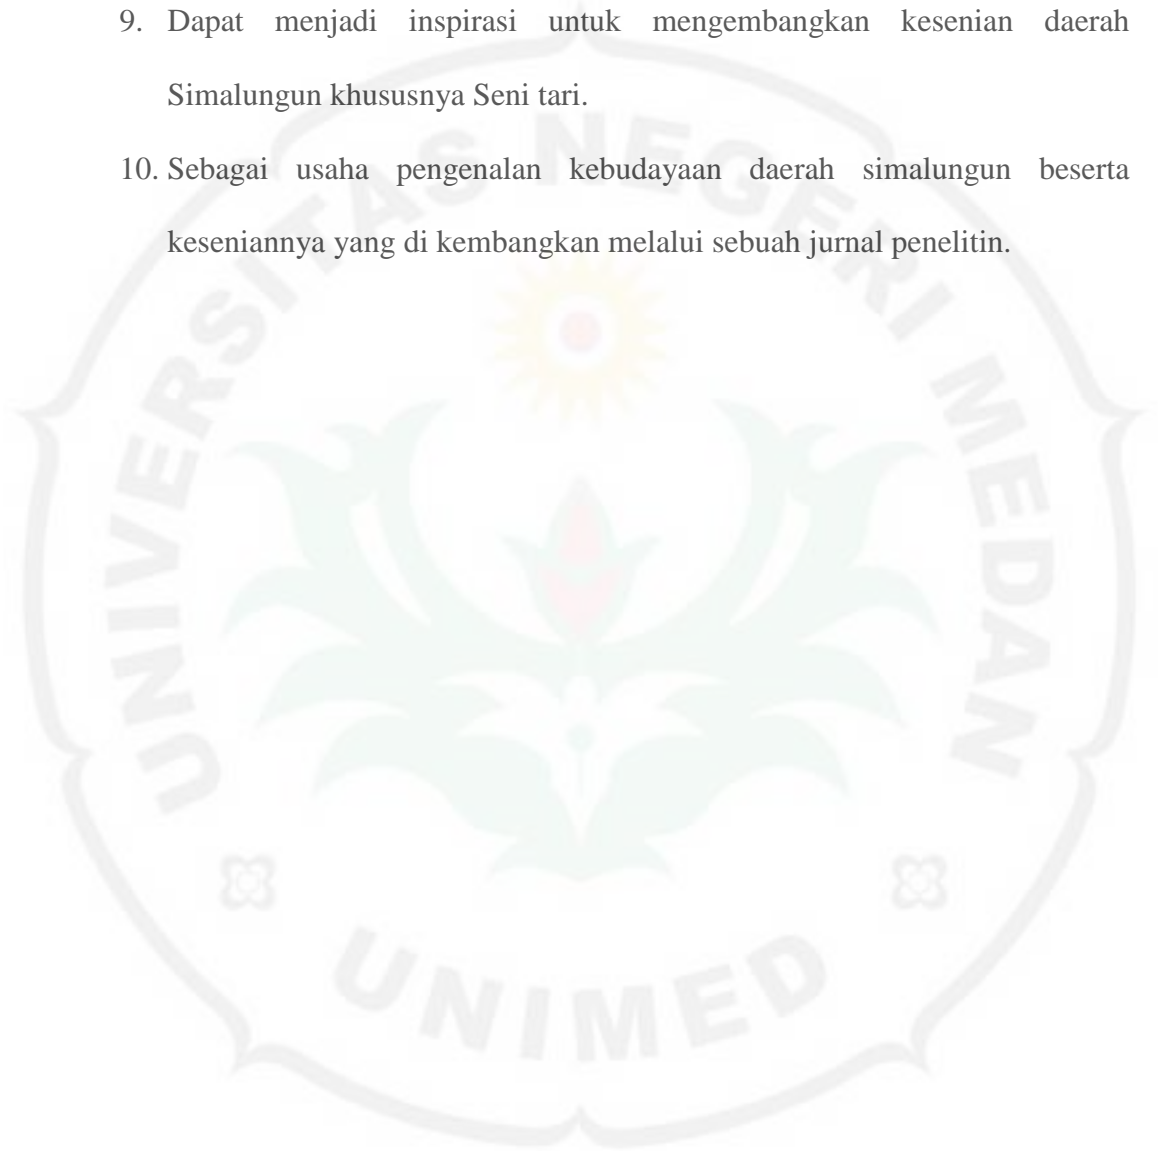 9. Dapat menjadi inspirasi untuk mengembangkan kesenian daerah
Simalungun khususnya Seni tari.
10. Sebagai usaha pengenalan kebudayaan daerah simalungun beserta
keseniannya yang di kembangkan melalui sebuah jurnal penelitin.
UNIVERSITAS NEGERI MEDAN
UNIMED